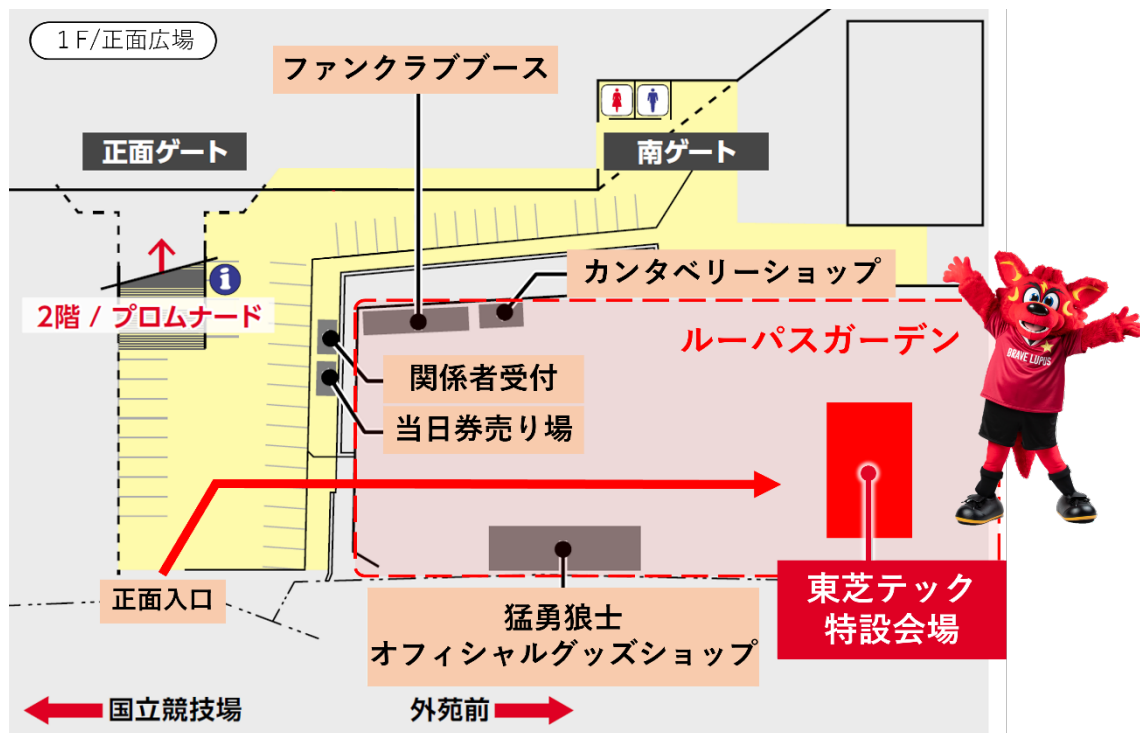 1F/正面広場
ファンクラブブース
正面ゲート
南ゲート
カンタベリーショップ
i
2階 / プロムナード
ルーパスガーデン
BRAVE LUPUS
関係者受付
当日券売り場
正面入口
猛勇狼士
オフィシャルグッズショップ
東芝テック
特設会場
国立競技場
外苑前